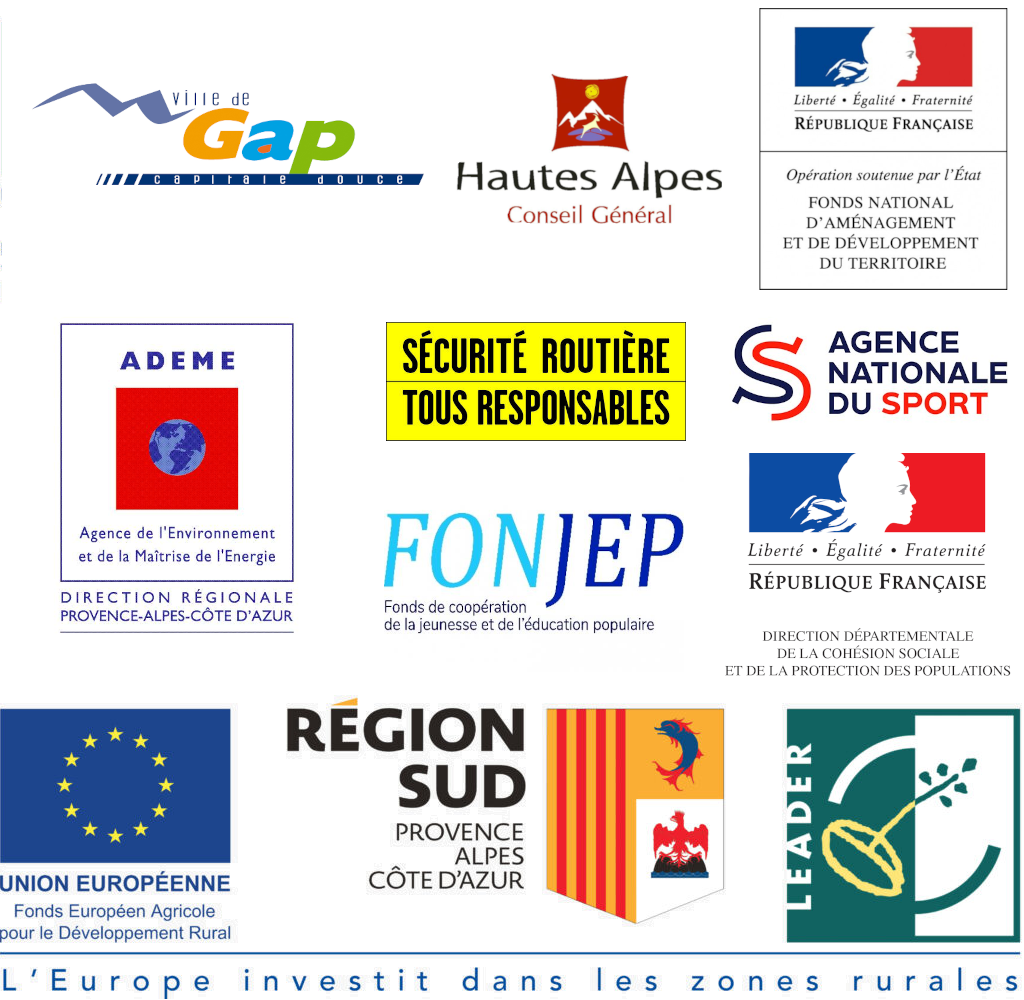 Ville de
Gap
capitale douce
Hautes Alpes
Conseil Général
Liberté • Égalité • Fraternité
RÉPUBLIQUE FRANÇAISE
Opération soutenue par l'État
FONDS NATIONAL
D'AMÉNAGEMENT
ET DE DÉVELOPPEMENT
DU TERRITOIRE
ADEME
Agence de l'Environnement
et de la Maîtrise de l'Energie
DIRECTION RÉGIONALE
PROVENCE-ALPES-CÔTE D'AZUR
SÉCURITÉ ROUTIÈRE
TOUS RESPONSABLES
AGENCE
NATIONALE
DU SPORT
FONJEP
Fonds de coopération
de la jeunesse et de l'éducation populaire
Liberté • Égalité • Fraternité
RÉPUBLIQUE FRANÇAISE
DIRECTION DÉPARTEMENTALE
DE LA COHÉSION SOCIALE
ET DE LA PROTECTION DES POPULATIONS
UNION EUROPÉENNE
Fonds Européen Agricole
pour le Développement Rural
RÉGION
SUD
PROVENCE
ALPES
CÔTE D'AZUR
LEADER
L'Europe investit dans les zones rurales